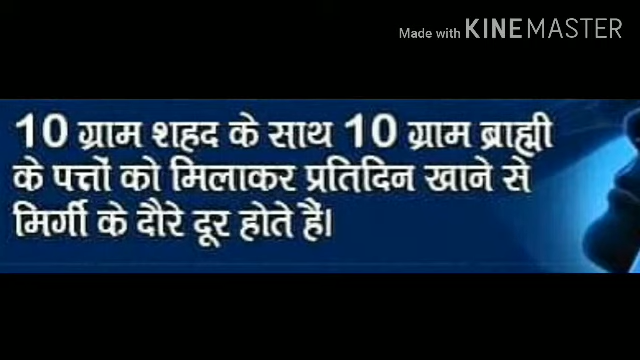 Made with KINEMASTER
10 ग्राम शहद के साथ 10 ग्राम ब्राह्मी
के पत्तों को मिलाकर प्रतिदिन खाने से
मिर्गी के दौरे दूर होते हैं।